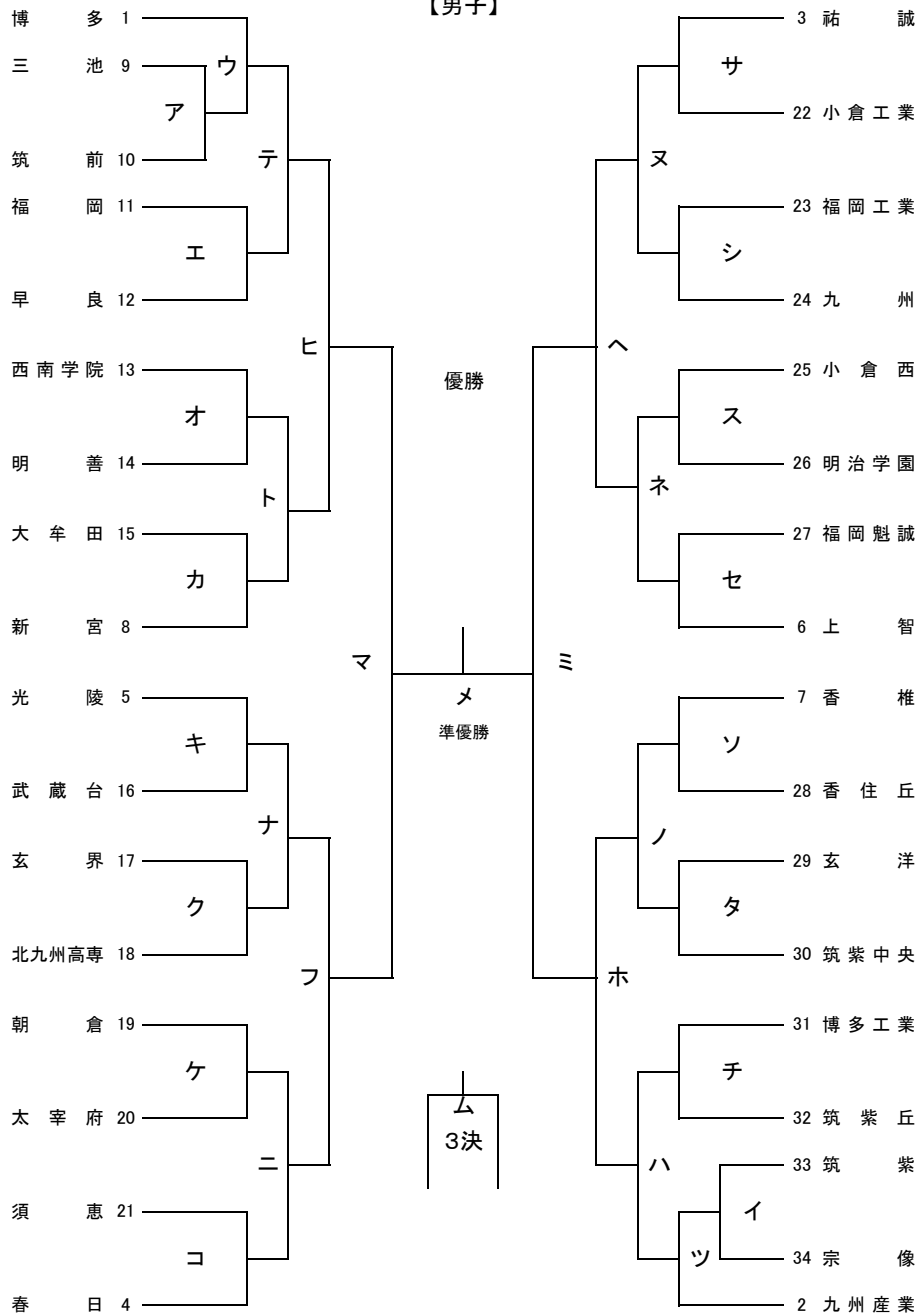 【男子】
博多 1
三池 9
筑前 10
福岡 11
早良 12
西南学院 13
明善 14
大牟田 15
新宮 8
光陵 5
武蔵台 16
玄界 17
北九州高専 18
朝倉 19
太宰府 20
須恵 21
春日 4
ウ
ア
テ
エ
ヒ
オ
ト
カ
マ
キ
ナ
ク
フ
ケ
ニ
コ
優勝
メ
準優勝
ム
3決
サ
ヌ
シ
ヘ
ス
ネ
セ
ミ
ソ
ノ
タ
ホ
チ
ハ
イ
ツ
3 祐誠
22 小倉工業
23 福岡工業
24 九州
25 小倉西
26 明治学園
27 福岡魁誠
6 上智
7 香椎
28 香住丘
29 玄洋
30 筑紫中央
31 博多工業
32 筑紫丘
33 筑紫
34 宗像
2 九州産業